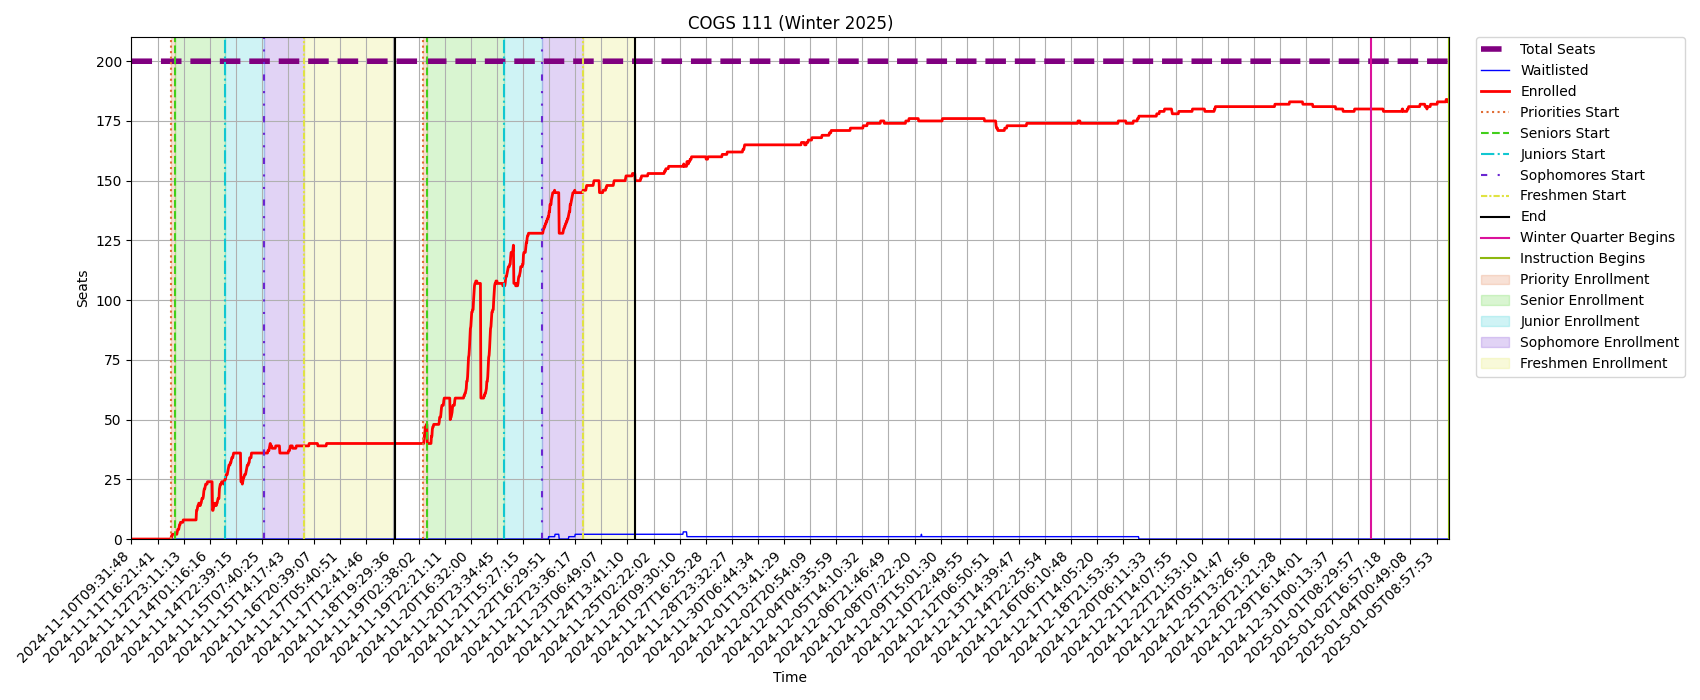 COGS 111 (Winter 2025)
Seats
200
175
150
125
100
75
50
25
0
2024-11-10T09:31:48
2024-11-11T16:21:41
2024-11-12T23:11:13
2024-11-14T01:16:16
2024-11-14T22:39:15
2024-11-15T07:40:25
2024-11-15T14:17:43
2024-11-16T20:39:07
2024-11-17T05:40:51
2024-11-17T12:41:46
2024-11-18T19:29:36
2024-11-19T02:38:02
2024-11-19T22:21:11
2024-11-20T16:32:00
2024-11-20T23:34:45
2024-11-21T15:27:15
2024-11-22T16:29:51
2024-11-22T23:36:17
2024-11-23T06:49:07
2024-11-24T13:41:10
2024-11-25T02:22:02
2024-11-26T09:30:10
2024-11-27T16:25:28
2024-11-28T23:32:27
2024-11-30T06:44:34
2024-12-01T13:41:29
2024-12-02T20:54:09
2024-12-04T04:35:59
2024-12-05T14:10:32
2024-12-06T21:46:49
2024-12-08T07:22:20
2024-12-09T15:01:30
2024-12-10T22:49:55
2024-12-12T06:50:51
2024-12-13T14:39:47
2024-12-14T22:25:54
2024-12-16T06:10:48
2024-12-17T14:05:20
2024-12-18T21:53:35
2024-12-20T06:11:33
2024-12-21T14:07:55
2024-12-22T21:53:10
2024-12-24T05:41:47
2024-12-25T13:26:56
2024-12-26T21:21:28
2024-12-29T16:14:01
2024-12-31T00:13:37
2025-01-01T08:29:57
2025-01-02T16:57:18
2025-01-04T00:49:08
2025-01-05T08:57:53
Time
Total Seats
Waitlisted
Enrolled
Priorities Start
Seniors Start
Juniors Start
Sophomores Start
Freshmen Start
End
Winter Quarter Begins
Instruction Begins
Priority Enrollment
Senior Enrollment
Junior Enrollment
Sophomore Enrollment
Freshmen Enrollment